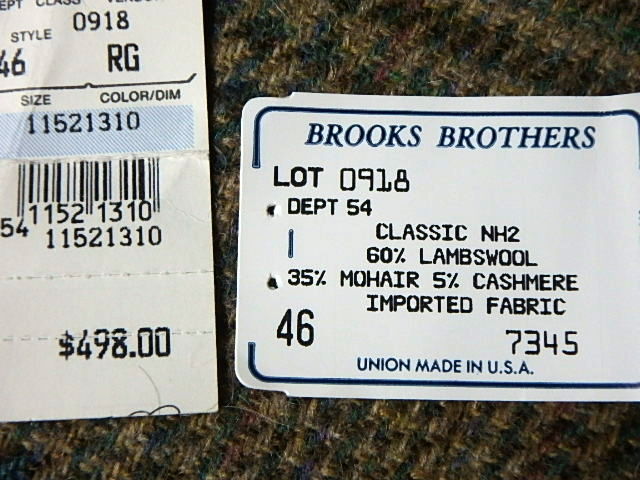 DEPT CLASS
STYLE 0918
46 RG
SIZE COLOR/DIM
11521310
54 1152 1310
11521310
$498.00
BROOKS BROTHERS
LOT 0918
DEPT 54
CLASSIC NH2
60% LAMBSWOOL
35% MOHAIR 5% CASHMERE
IMPORTED FABRIC
46 7345
UNION MADE IN U.S.A.